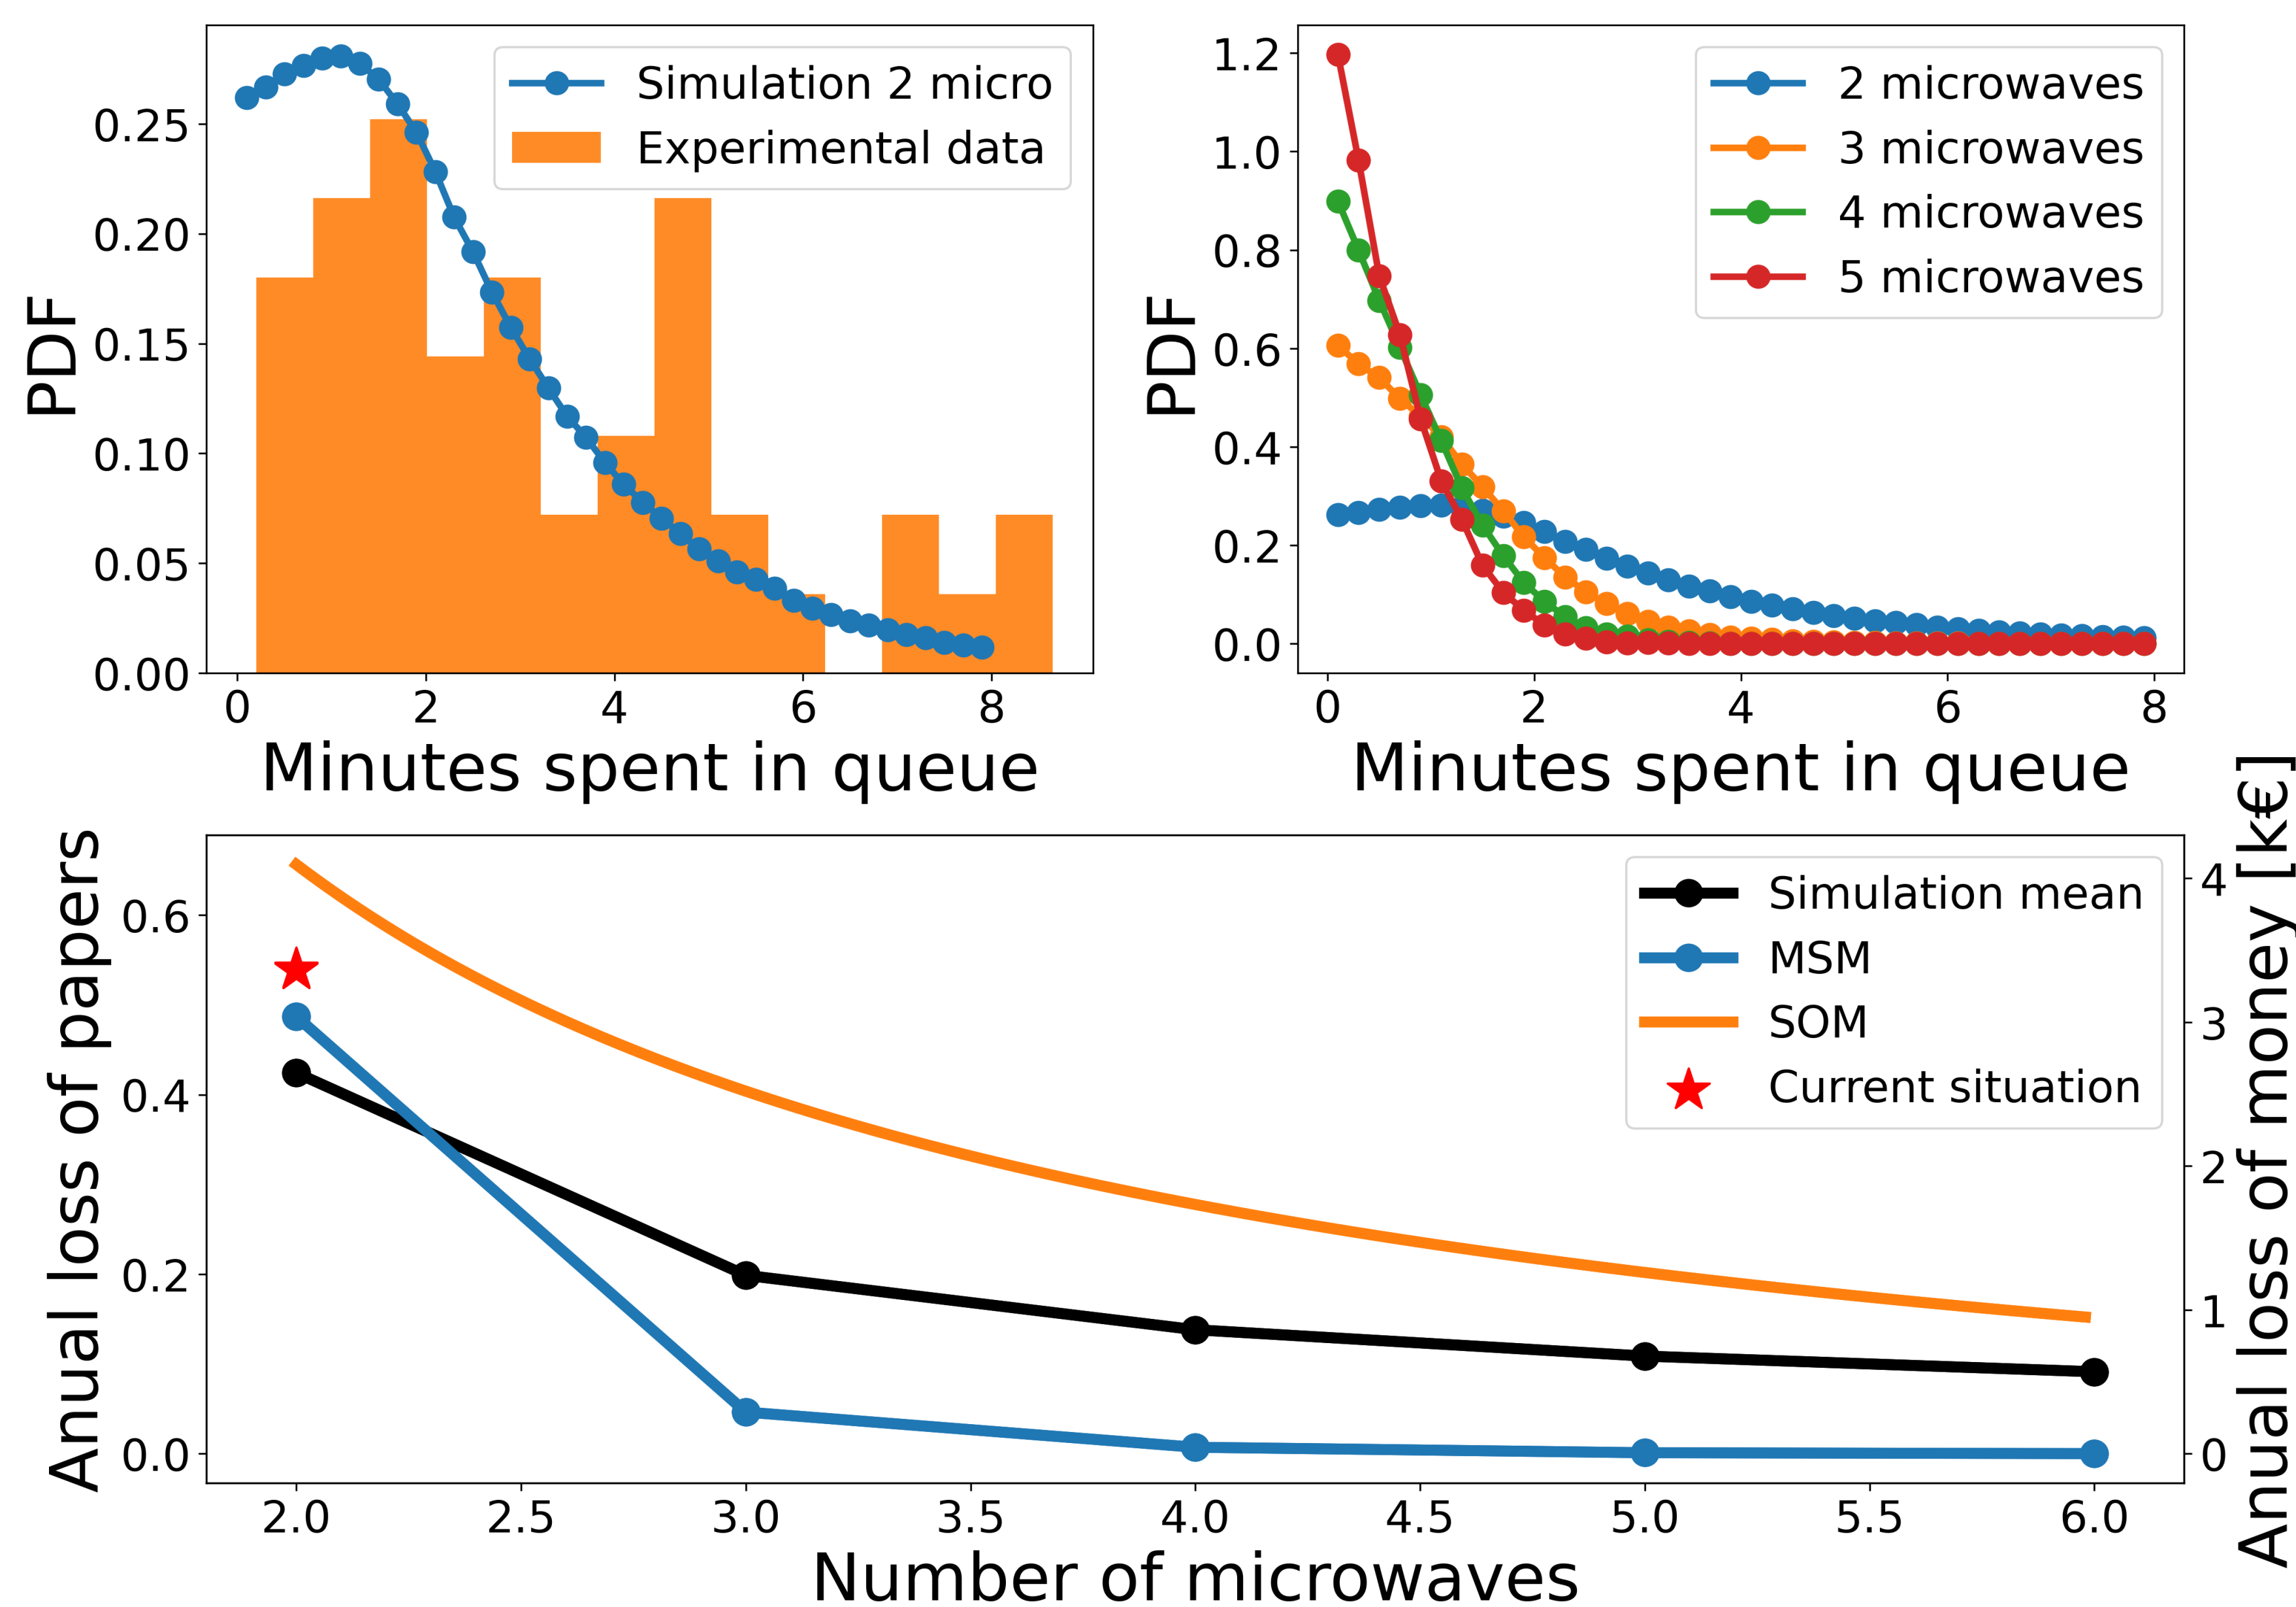 Simulation 2 micro
Experimental data
PDF
0.00
0.05
0.10
0.15
0.20
0.25
0 2 4 6 8
Minutes spent in queue
2 microwaves
3 microwaves
4 microwaves
5 microwaves
PDF
0.0
0.2
0.4
0.6
0.8
1.0
1.2
0 2 4 6 8
Minutes spent in queue
Simulation mean
MSM
SOM
Current situation
Anual loss of papers
0.0
0.2
0.4
0.6
Anual loss of money [k€]
0
1
2
3
4
2.0 2.5 3.0 3.5 4.0 4.5 5.0 5.5 6.0
Number of microwaves